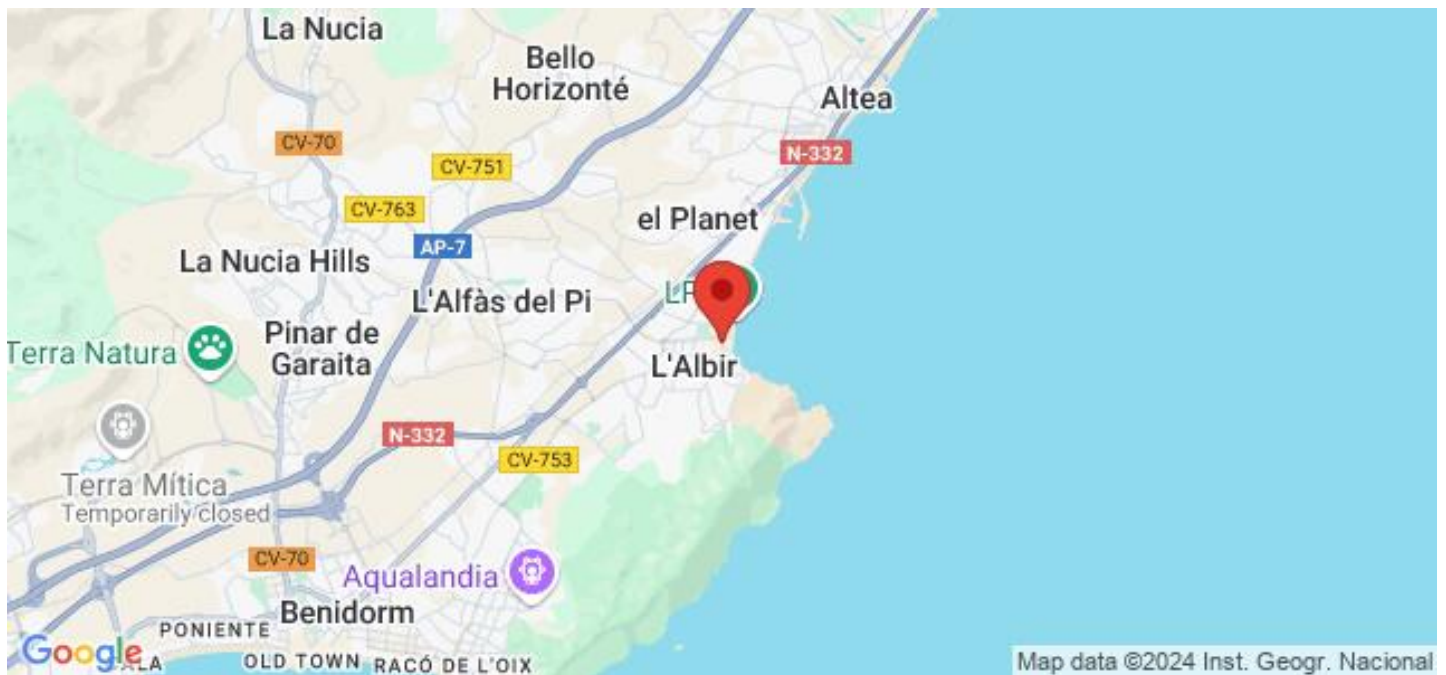 La Nucia
Bello
Horizonté
Altea
CV-70
N-332
CV-751
CV-763
el Planet
AP-7
La Nucia Hills
L'Alfàs del Pi
Pinar de
Garaita
Terra Natura
L'Albir
N-332
CV-753
Terra Mítica
Temporarily closed
CV-70
Aqualandia
Benidorm
PONIENTE
Google
OLD TOWN
RACÓ DE L'OIX
Map data ©2024 Inst. Geogr. Nacional